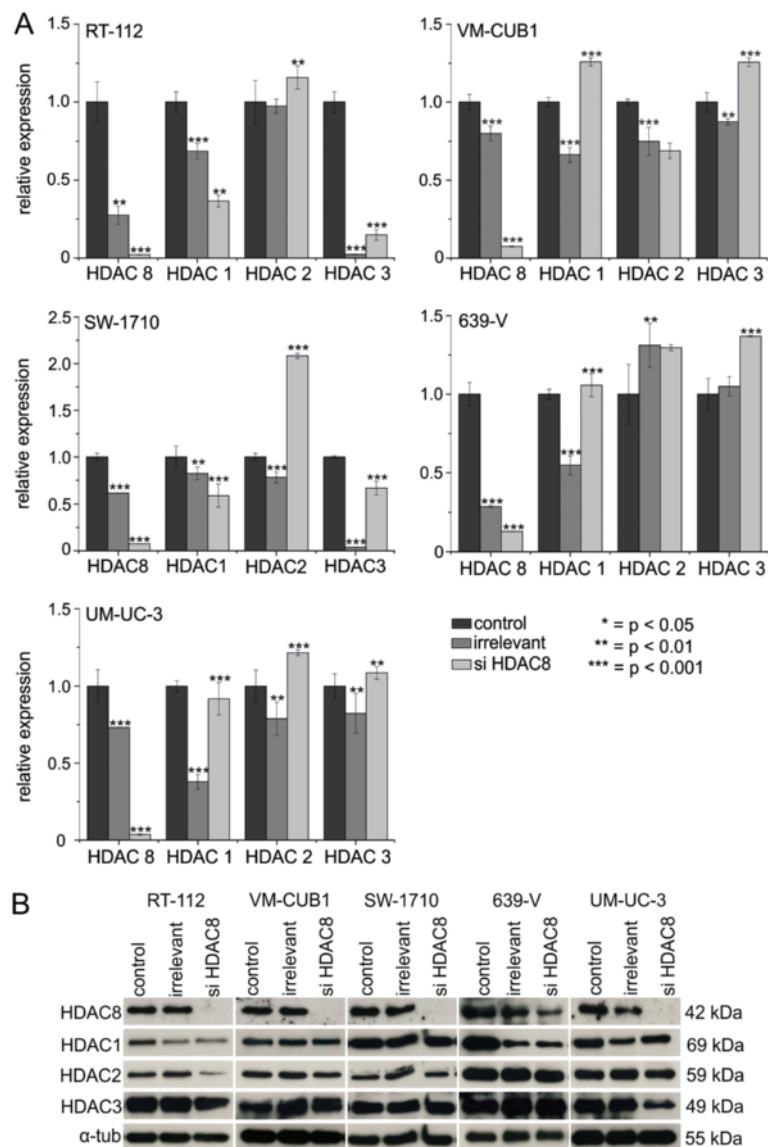 A
RT-112
relative expression
1.5
1.0
0.5
0
** *** *** ** ** *** ***
HDAC 8 HDAC 1 HDAC 2 HDAC 3
VM-CUB1
1.5
1.0
0.5
0
*** *** *** *** *** ** ***
HDAC 8 HDAC 1 HDAC 2 HDAC 3
SW-1710
relative expression
2.5
2.0
1.5
1.0
0.5
0
*** *** ** *** *** *** *** ***
HDAC8 HDAC1 HDAC2 HDAC3
639-V
1.5
1.0
0.5
0
*** *** *** *** ** ***
HDAC 8 HDAC 1 HDAC 2 HDAC 3
UM-UC-3
relative expression
1.5
1.0
0.5
0
*** *** *** *** ** *** ** **
HDAC 8 HDAC 1 HDAC 2 HDAC 3
control
irrelevant
si HDAC8
* = p < 0.05
** = p < 0.01
*** = p < 0.001
B
RT-112 VM-CUB1 SW-1710 639-V UM-UC-3
control irrelevant si HDAC8 control irrelevant si HDAC8 control irrelevant si HDAC8 control irrelevant si HDAC8 control irrelevant si HDAC8
HDAC8 42 kDa
HDAC1 69 kDa
HDAC2 59 kDa
HDAC3 49 kDa
α-tub 55 kDa